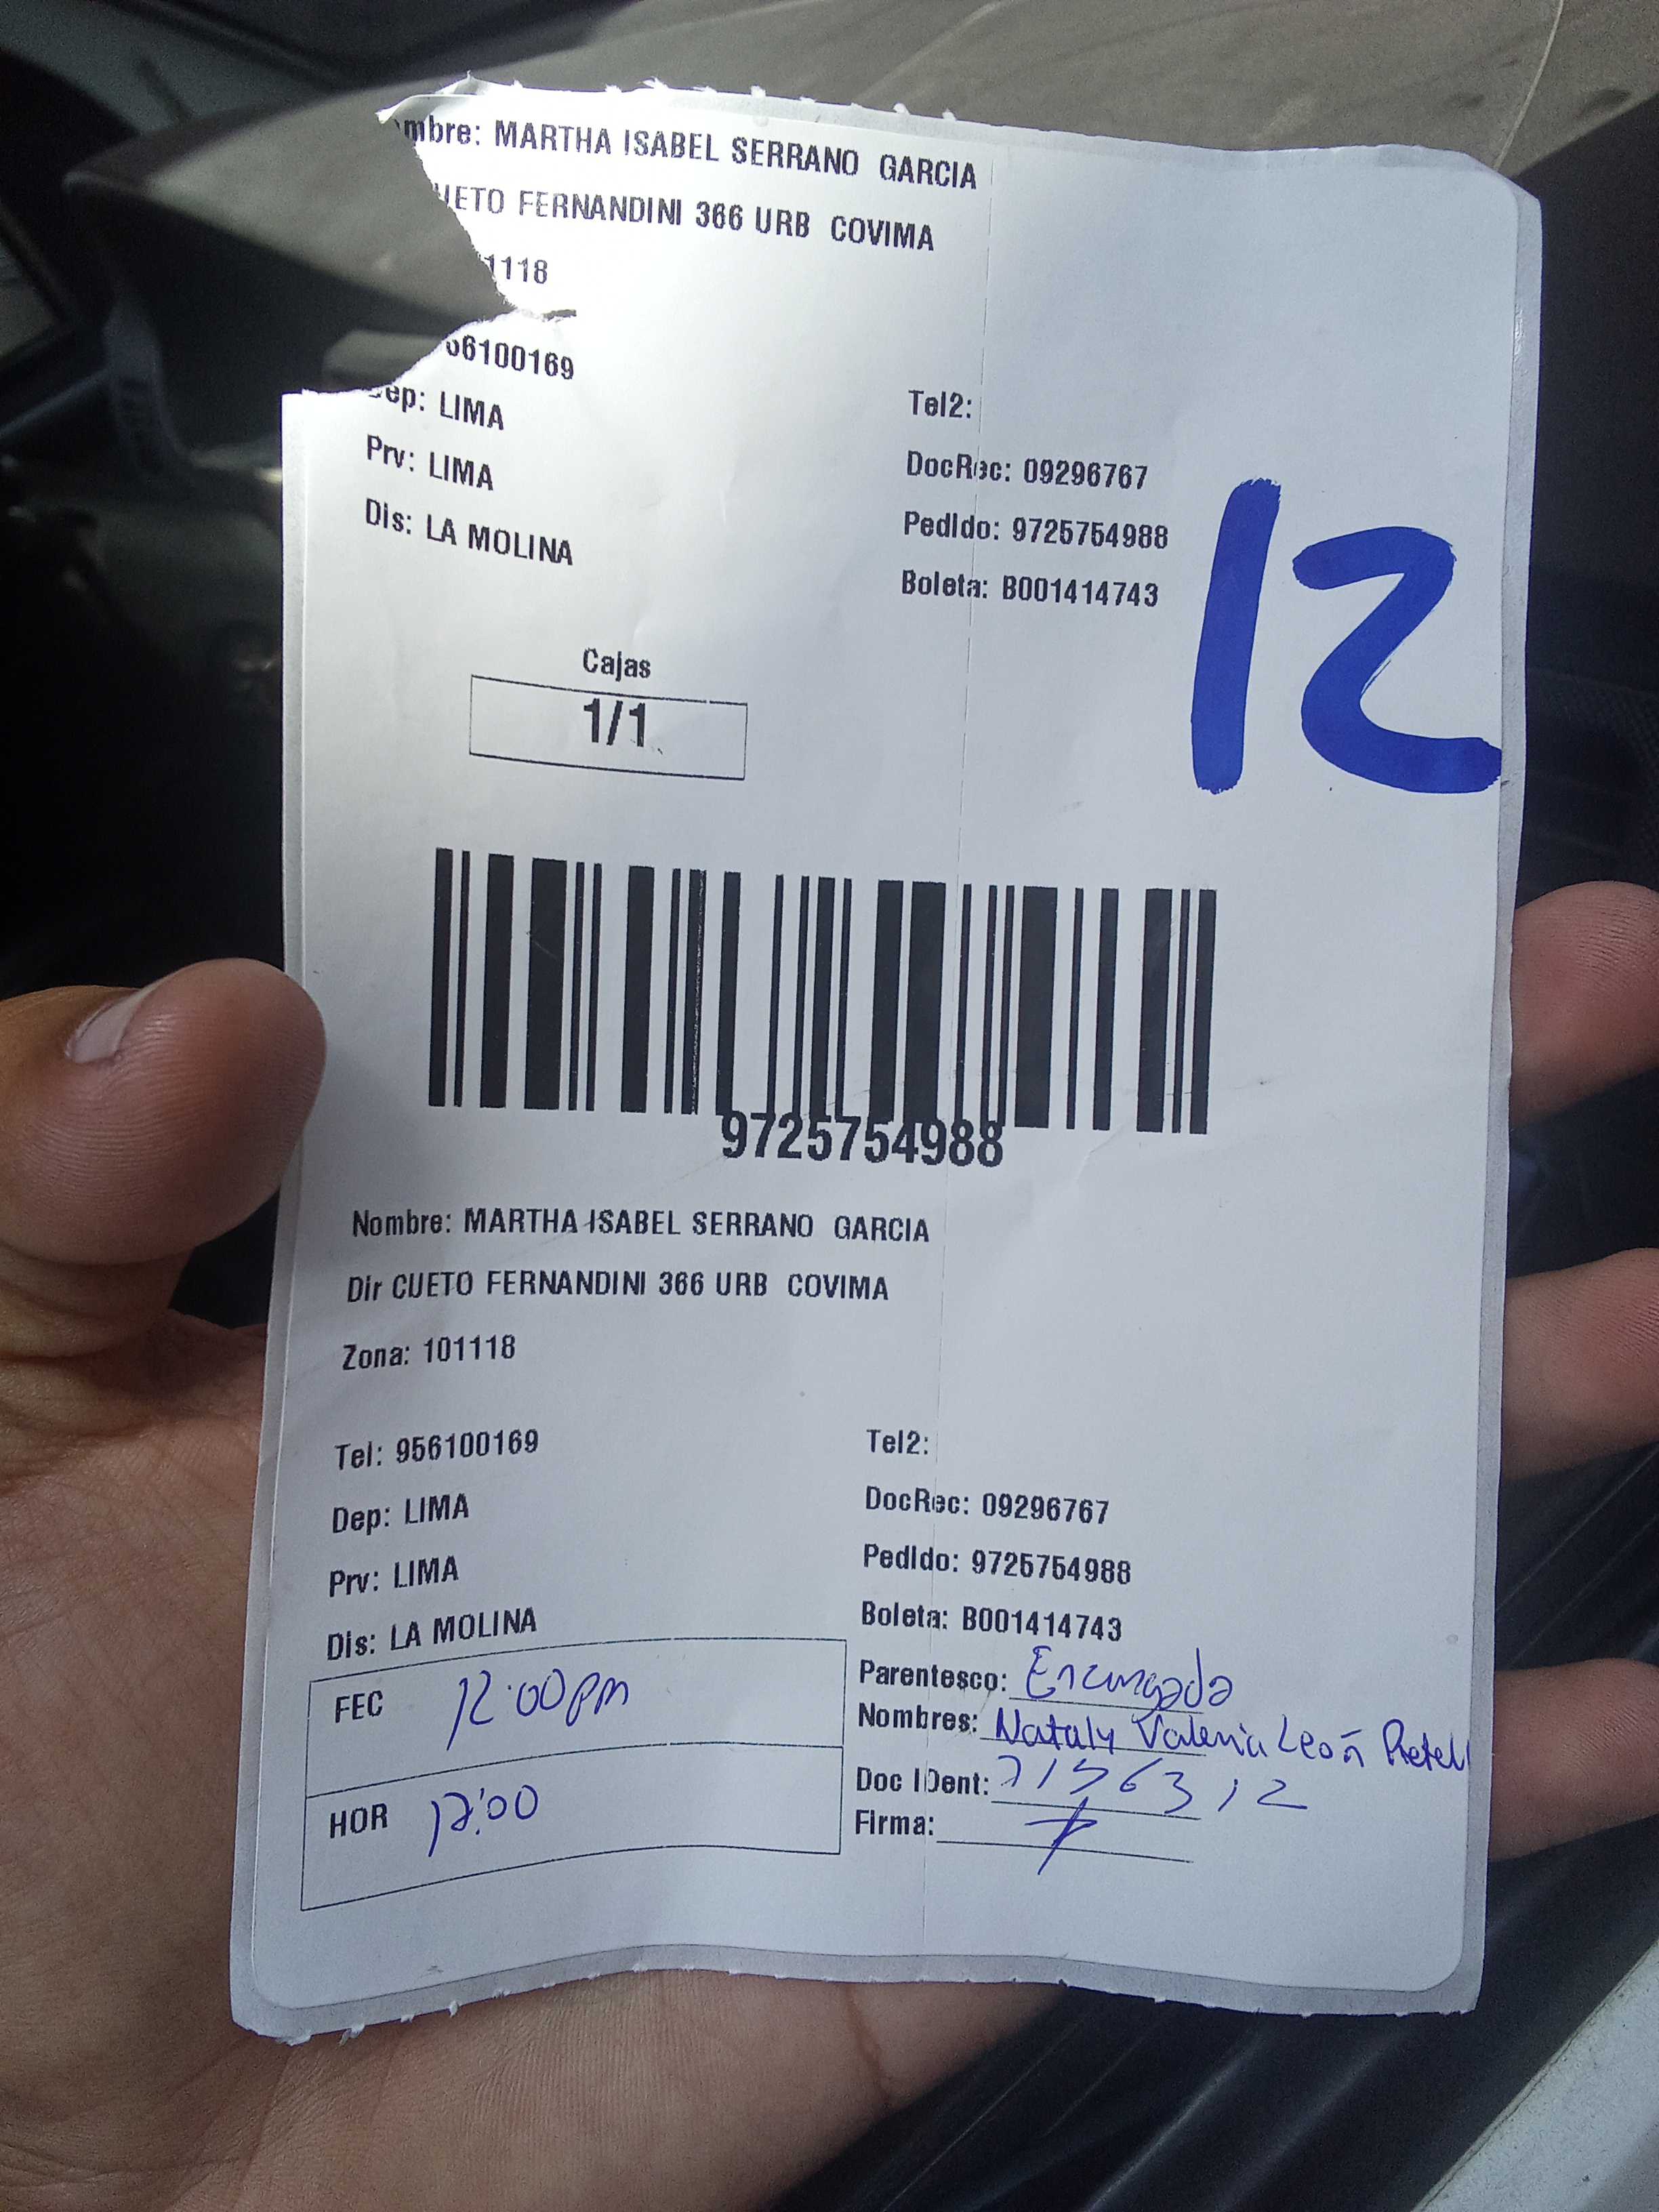 mbre: MARTHA ISABEL SERRANO GARCIA
UETO FERNANDINI 366 URB COVIMA
1118
56100169
ep: LIMA
Tel2:
Prv: LIMA
DocRec: 09296767
Dis: LA MOLINA
Pedido: 9725754988
Boleta: B001414743
12
Cajas
1/1
9725754988
Nombre: MARTHA ISABEL SERRANO GARCIA
Dir CUETO FERNANDINI 366 URB COVIMA
Zona: 101118
Tel: 956100169
Tel2:
Dep: LIMA
DocRec: 09296767
Prv: LIMA
Pedido: 9725754988
Dis: LA MOLINA
Boleta: B001414743
FEC 12:00pm
Parentesco: Encargada
Nombres: Nataly Valeria León Retell
HOR 12:00
Doc IDent: 7156312
Firma: